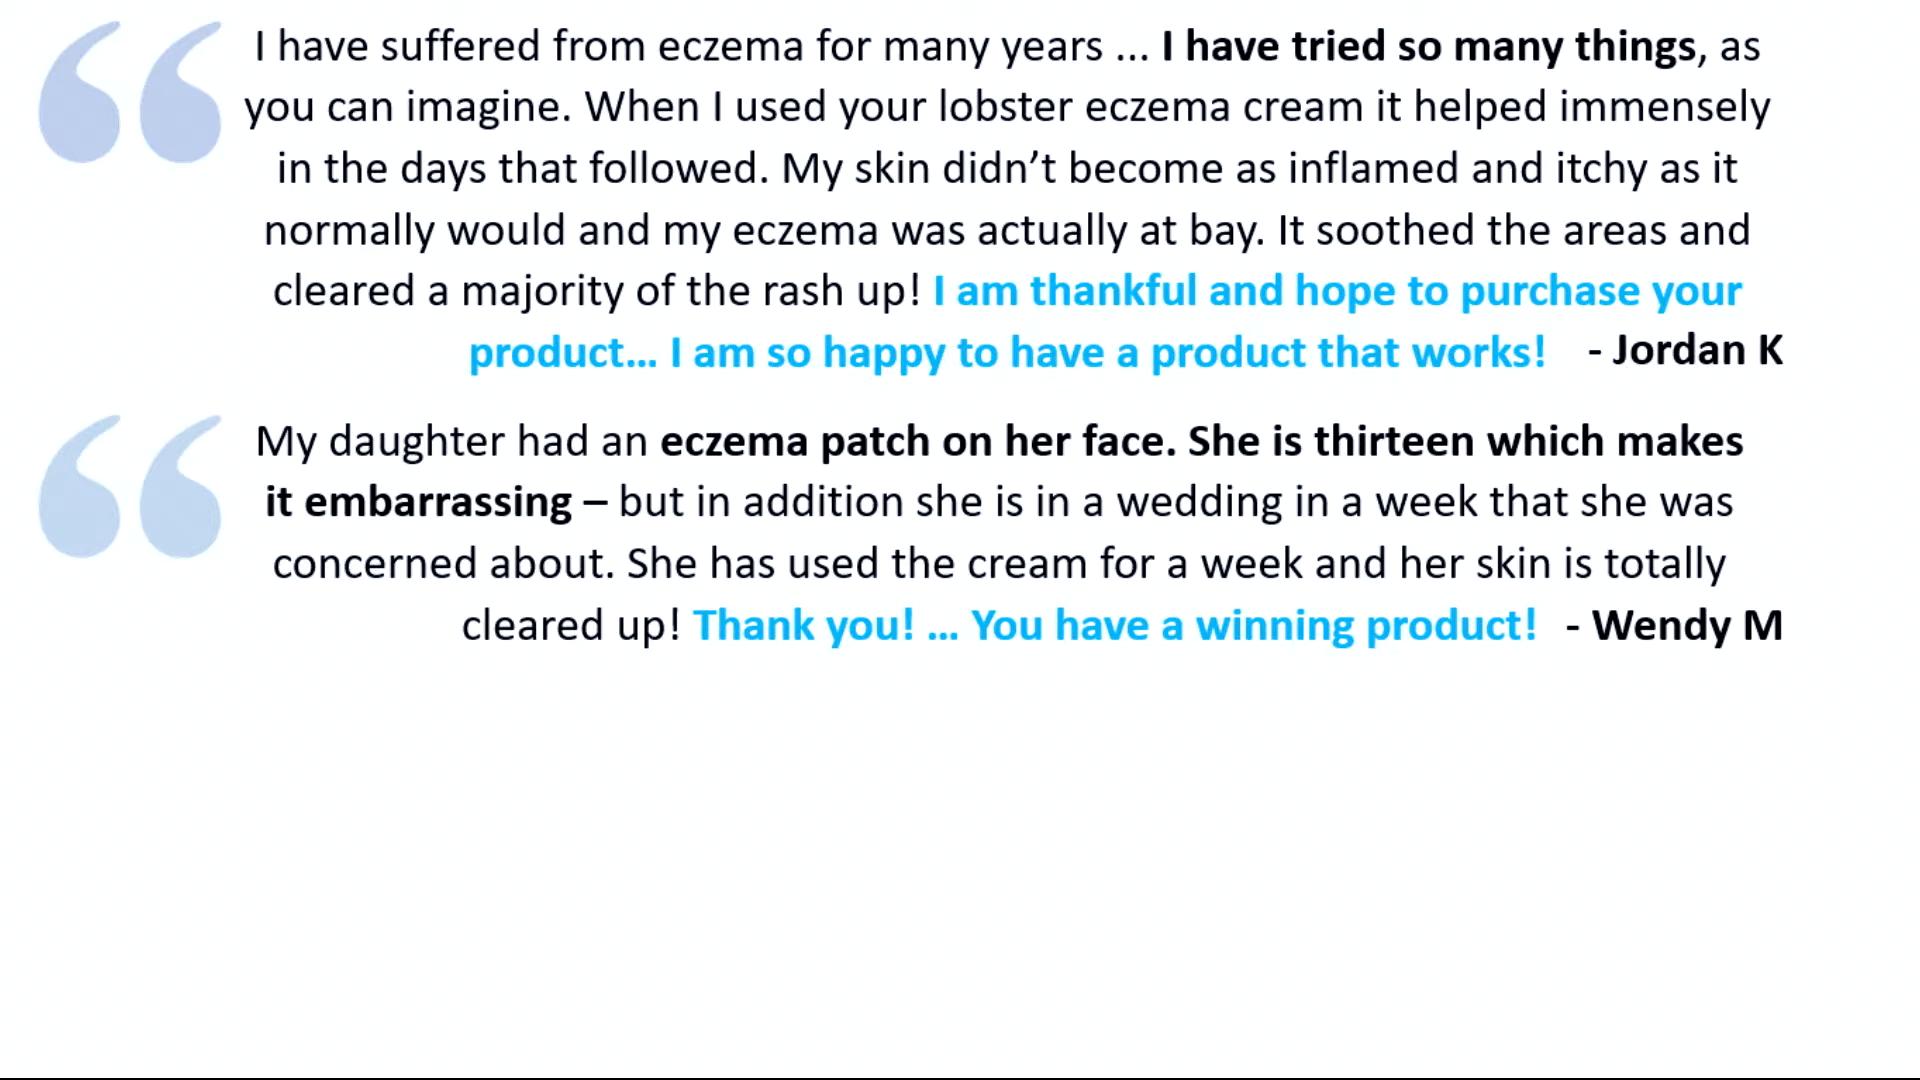 I have suffered from eczema for many years ... I have tried so many things, as
you can imagine. When I used your lobster eczema cream it helped immensely
in the days that followed. My skin didn’t become as inflamed and itchy as it
normally would and my eczema was actually at bay. It soothed the areas and
cleared a majority of the rash up! I am thankful and hope to purchase your
product... I am so happy to have a product that works! - Jordan K
My daughter had an eczema patch on her face. She is thirteen which makes
it embarrassing – but in addition she is in a wedding in a week that she was
concerned about. She has used the cream for a week and her skin is totally
cleared up! Thank you! ... You have a winning product! - Wendy M